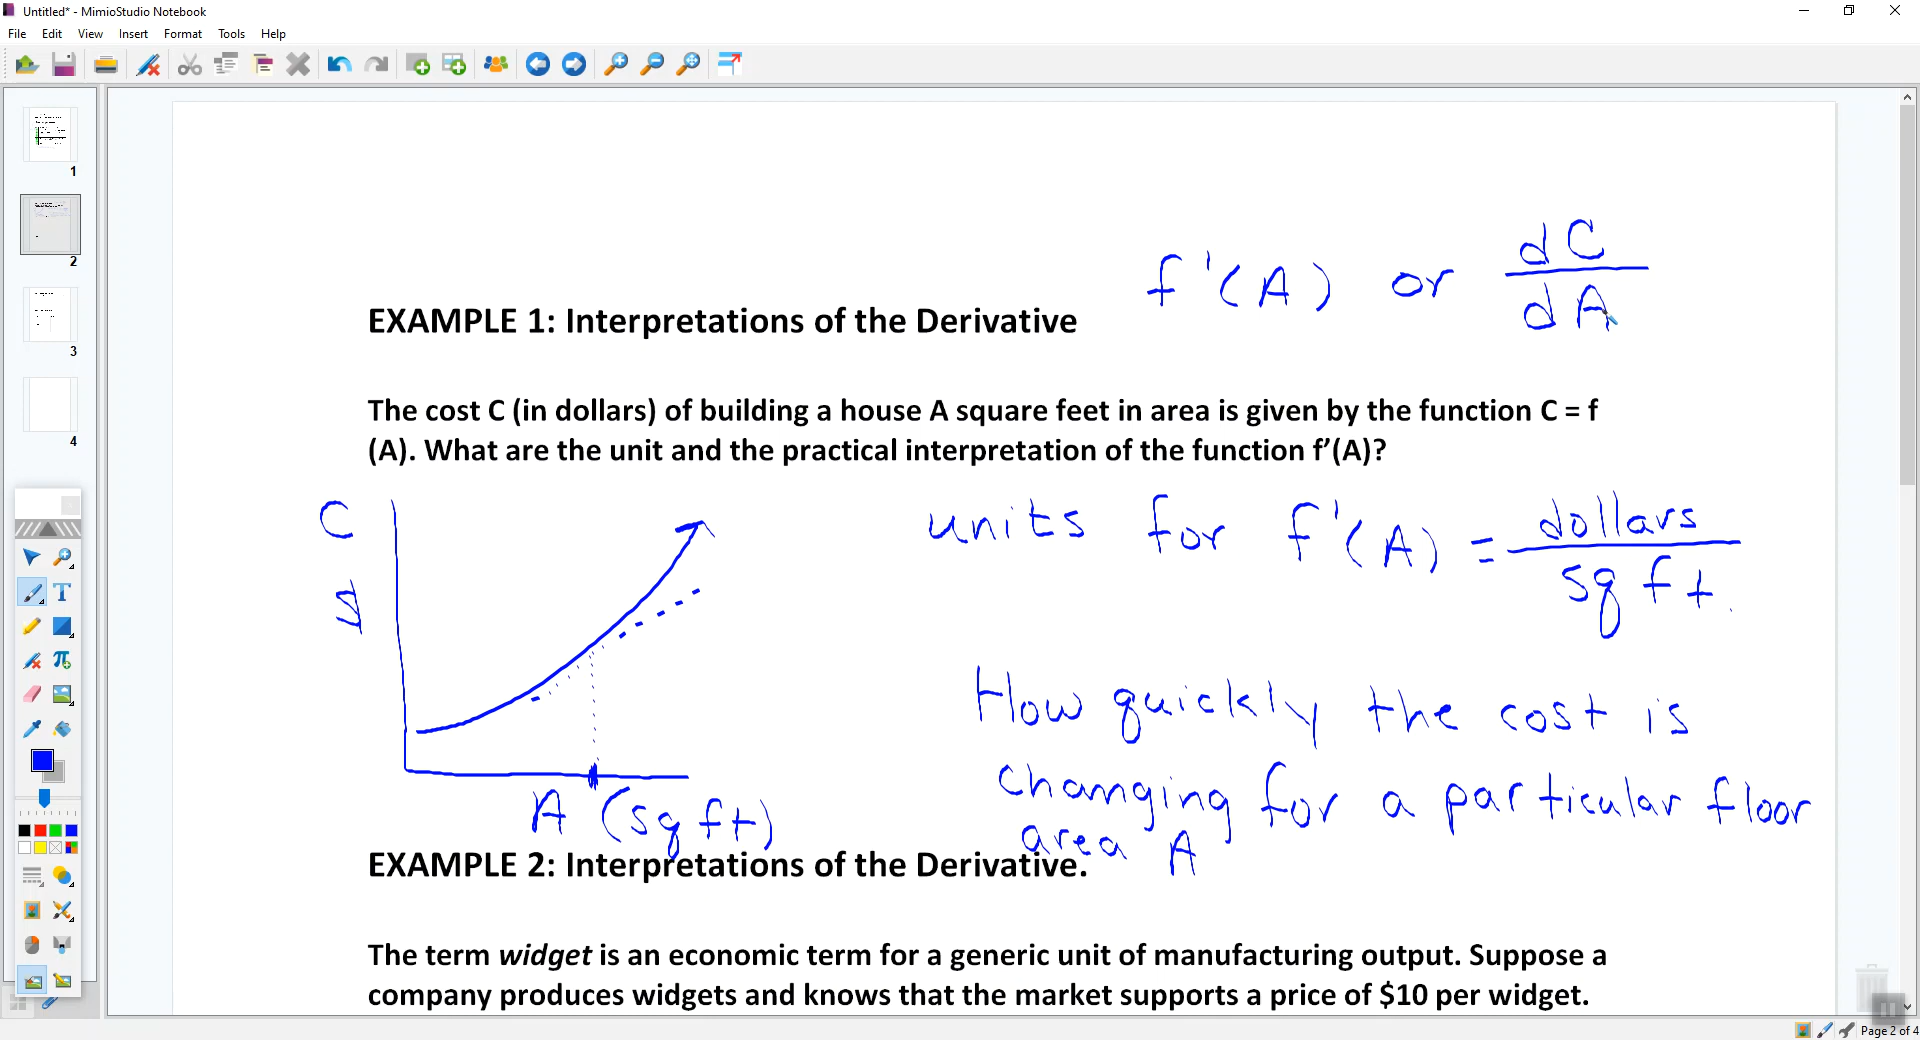 Untitled* - MimioStudio Notebook
File Edit View Insert Format Tools Help
1
2
3
4
f'(A) or dC/dA
EXAMPLE 1: Interpretations of the Derivative
The cost C (in dollars) of building a house A square feet in area is given by the function C = f
(A). What are the unit and the practical interpretation of the function f’(A)?
C
$
A (sq ft)
units for f'(A) = dollars/sq ft.
How quickly the cost is
changing for a particular floor
area A
EXAMPLE 2: Interpretations of the Derivative.
The term widget is an economic term for a generic unit of manufacturing output. Suppose a
company produces widgets and knows that the market supports a price of $10 per widget.
Page 2 of 4